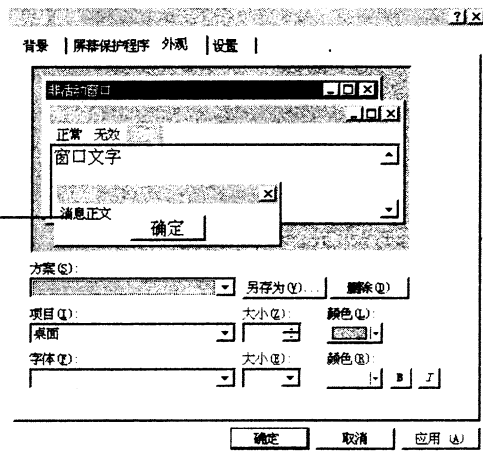 背景 屏幕保护程序 外观 设置
非活动窗口
正常 无效
窗口文字
消息正文
确定
方案(S):
另存为(V)... 删除(D)
项目(I): 大小(Z): 颜色(L):
桌面
字体(F): 大小(E): 颜色(R):
B I
确定 取消 应用(A)